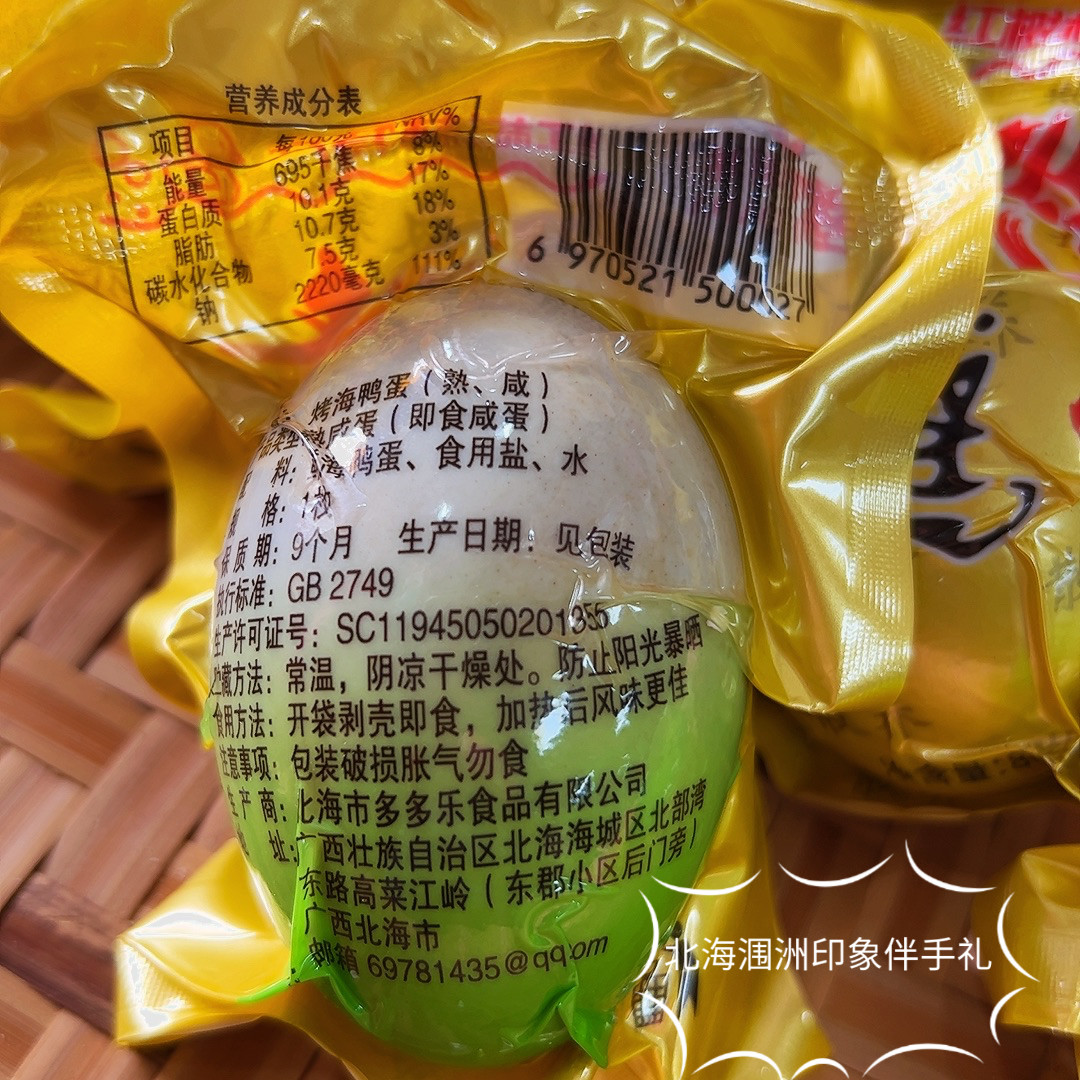 营养成分表
项目 NRV%
能量 695千焦 8%
蛋白质 10.1克 17%
脂肪 10.7克 18%
碳水化合物 7.5克 3%
钠 2220毫克 111%
6 970521 500027
烤海鸭蛋（熟、咸）
熟咸蛋（即食咸蛋）
料：海鸭蛋、食用盐、水
格：1枚
保质期：9个月 生产日期：见包装
执行标准：GB 2749
生产许可证号：SC11945050201355
贮藏方法：常温，阴凉干燥处。防止阳光暴晒
食用方法：开袋剥壳即食，加热后风味更佳
注意事项：包装破损胀气勿食
生产商：北海市多多乐食品有限公司
址：广西壮族自治区北海海城区北部湾
东路高菜江岭（东郡小区后门旁）
广西北海市
邮箱 69781435@qq.om
北海涠洲印象伴手礼